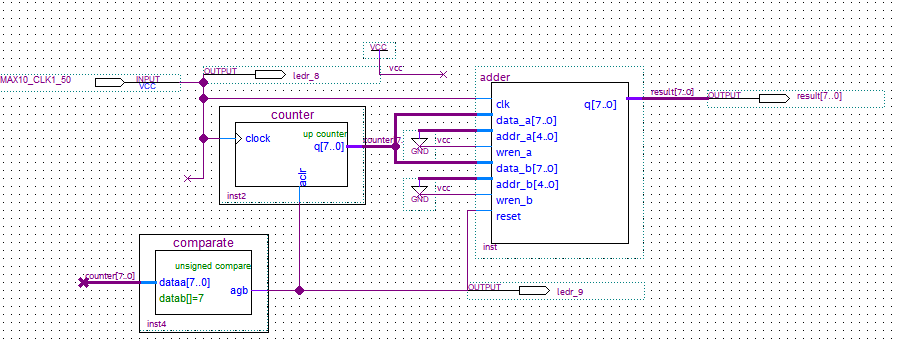 VCC
vcc
MAX10_CLK1_50
INPUT
VCC
OUTPUT
ledr_8
adder
clk
data_a[7..0]
addr_a[4..0]
wren_a
data_b[7..0]
addr_b[4..0]
wren_b
reset
q[7..0]
inst
result[7..0]
OUTPUT
result[7..0]
counter
up counter
clock
q[7..0]
aclr
inst2
vcc
GND
vcc
GND
comparate
unsigned compare
counter[7..0]
dataa[7..0]
datab[]=7
agb
inst4
OUTPUT
ledr_9